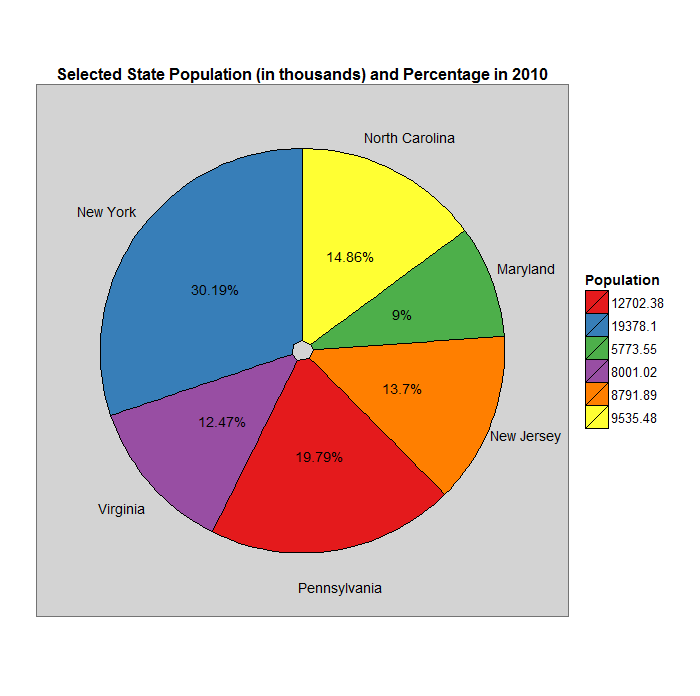 Selected State Population (in thousands) and Percentage in 2010
North Carolina
New York
14.86%
Maryland
30.19%
9%
13.7%
12.47%
New Jersey
19.79%
Virginia
Pennsylvania
Population
12702.38
19378.1
5773.55
8001.02
8791.89
9535.48